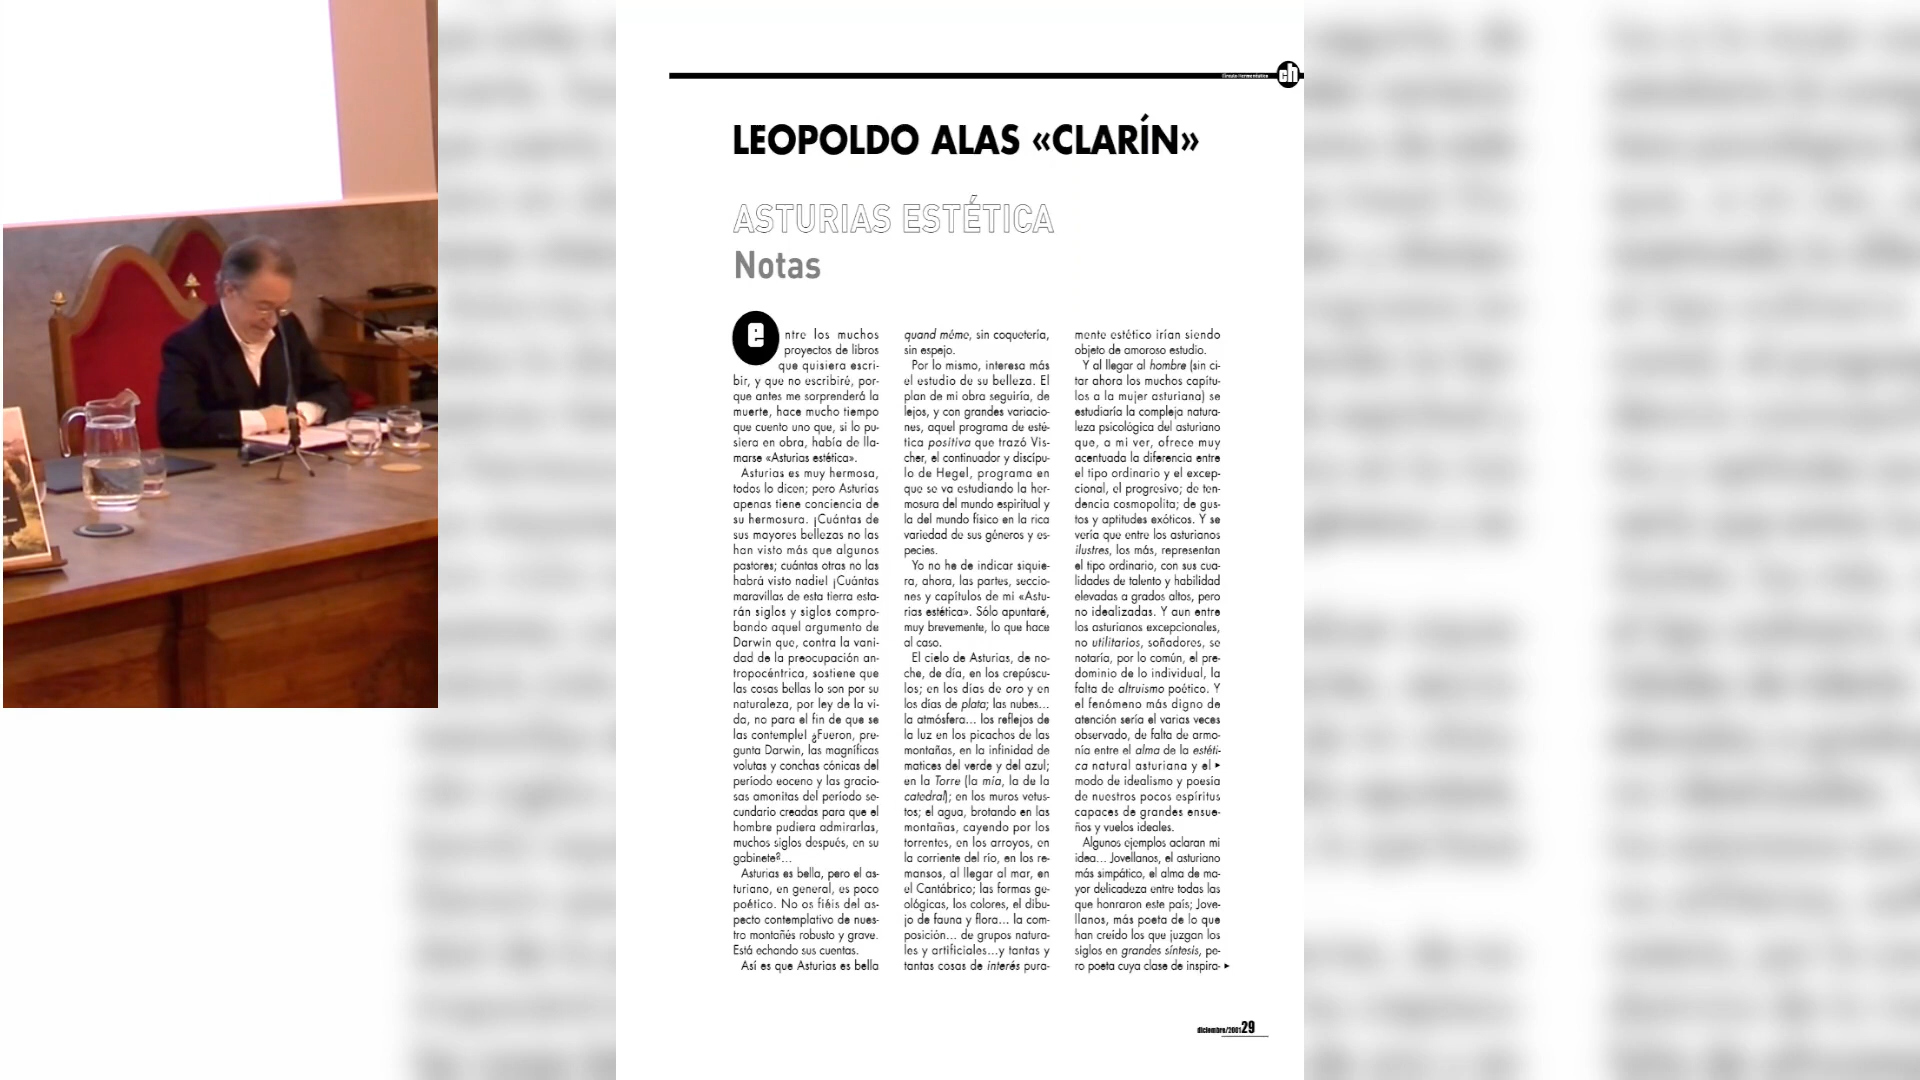 Círculo Hermenéutico
ch
LEOPOLDO ALAS «CLARÍN»
ASTURIAS ESTÉTICA
Notas
entre los muchos
proyectos de libros
que quisiera escri-
bir, y que no escribiré, por-
que antes me sorprenderá la
muerte, hace mucho tiempo
que cuento uno que, si lo pu-
siera en obra, había de lla-
marse «Asturias estética».
Asturias es muy hermosa,
todos lo dicen; pero Asturias
apenas tiene conciencia de
su hermosura. ¡Cuántas de
sus mayores bellezas no las
han visto más que algunos
pastores; cuántas otras no las
habrá visto nadie! ¡Cuántas
maravillas de esta tierra esta-
rán siglos y siglos compro-
bando aquel argumento de
Darwin que, contra la vani-
dad de la preocupación an-
tropocéntrica, sostiene que
las cosas bellas lo son por su
naturaleza, por ley de la vi-
da, no para el fin de que se
las contemple! ¿Fueron, pre-
gunta Darwin, las magníficas
volutas y conchas cónicas del
periodo eoceno y las gracio-
sas amonitas del período se-
cundario creadas para que el
hombre pudiera admirarlas,
muchos siglos después, en su
gabinete?...
Asturias es bella, pero el as-
turiano, en general, es poco
poético. No os fiéis del as-
pecto contemplativo de nues-
tro montañés robusto y grave.
Está echando sus cuentas.
Así es que Asturias es bella
quand méme, sin coquetería,
sin espejo.
Por lo mismo, interesa más
el estudio de su belleza. El
plan de mi obra seguiría, de
lejos, y con grandes variacio-
nes, aquel programa de esté-
tica positiva que trazó Vis-
cher, el continuador y discípu-
lo de Hegel, programa en
que se va estudiando la her-
mosura del mundo espiritual y
la del mundo físico en la rica
variedad de sus géneros y es-
pecies.
Yo no he de indicar siquie-
ra, ahora, las partes, seccio-
nes y capítulos de mi «Astu-
rias estética». Sólo apuntaré,
muy brevemente, lo que hace
al caso.
El cielo de Asturias, de no-
che, de día, en los crepúscu-
los; en los días de oro y en
los días de plata; las nubes...
la atmósfera... los reflejos de
la luz en los picachos de las
montañas, en la infinidad de
matices del verde y del azul;
en la Torre (la mía, la de la
catedral); en los muros vetus-
tos; el agua, brotando en las
montañas, cayendo por los
torrentes, en los arroyos, en
la corriente del río, en los re-
mansos, al llegar al mar, en
el Cantábrico; las formas ge-
ológicas, los colores, el dibu-
jo de fauna y flora... la com-
posición... de grupos natura-
les y artificiales...y tantas y
tantas cosas de interés pura-
mente estético irían siendo
objeto de amoroso estudio.
Y al llegar al hombre (sin ci-
tar ahora los muchos capítu-
los a la mujer asturiana) se
estudiaría la compleja natura-
leza psicológica del asturiano
que, a mi ver, ofrece muy
acentuada la diferencia entre
el tipo ordinario y el excep-
cional, el progresivo; de ten-
dencia cosmopolita; de gus-
tos y aptitudes exóticos. Y se
vería que entre los asturianos
ilustres, los más, representan
el tipo ordinario, con sus cua-
lidades de talento y habilidad
elevadas a grados altos, pero
no idealizadas. Y aun entre
los asturianos excepcionales,
no utilitarios, soñadores, se
notaría, por lo común, el pre-
dominio de lo individual, la
falta de altruismo poético. Y
el fenómeno más digno de
atención sería el varias veces
observado, de falta de armo-
nía entre el alma de la estéti-
ca natural asturiana y el ▸
modo de idealismo y poesía
de nuestros pocos espíritus
capaces de grandes ensue-
ños y vuelos ideales.
Algunos ejemplos aclaran mi
idea... Jovellanos, el asturiano
más simpático, el alma de ma-
yor delicadeza entre todas las
que honraron este país; Jove-
llanos, más poeta de lo que
han creído los que juzgan los
siglos en grandes síntesis, pe-
ro poeta cuya clase de inspira- ▸
diciembre/2001 29